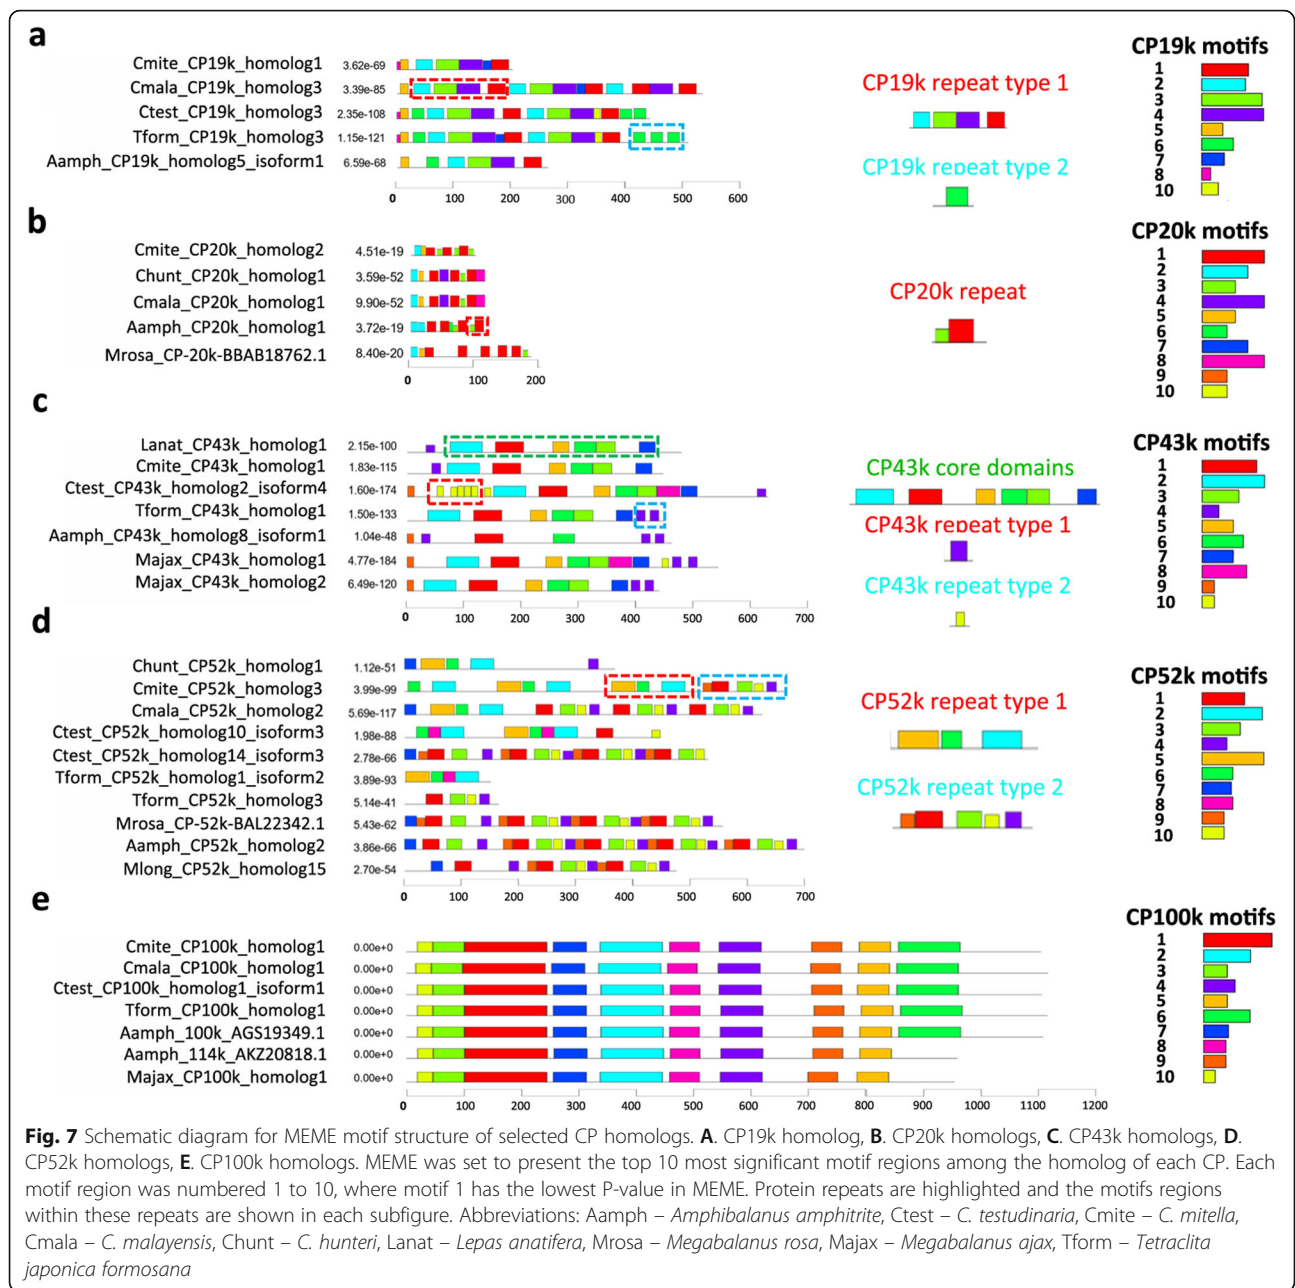 a
CP19k motifs
Cmite_CP19k_homolog1 3.62e-69
Cmala_CP19k_homolog3 3.39e-85
Ctest_CP19k_homolog3 2.35e-108
Tform_CP19k_homolog3 1.15e-121
Aamph_CP19k_homolog5_isoform1 6.59e-68
0 100 200 300 400 500 600
CP19k repeat type 1
CP19k repeat type 2
1
2
3
4
5
6
7
8
9
10
b
CP20k motifs
Cmite_CP20k_homolog2 4.51e-19
Chunt_CP20k_homolog1 3.59e-52
Cmala_CP20k_homolog1 9.90e-52
Aamph_CP20k_homolog1 3.72e-19
Mrosa_CP-20k-BBAB18762.1 8.40e-20
0 100 200
CP20k repeat
1
2
3
4
5
6
7
8
9
10
c
CP43k motifs
Lanat_CP43k_homolog1 2.15e-100
Cmite_CP43k_homolog1 1.83e-115
Ctest_CP43k_homolog2_isoform4 1.60e-174
Tform_CP43k_homolog1 1.50e-133
Aamph_CP43k_homolog8_isoform1 1.04e-48
Majax_CP43k_homolog1 4.77e-184
Majax_CP43k_homolog2 6.49e-120
0 100 200 300 400 500 600 700
CP43k core domains
CP43k repeat type 1
CP43k repeat type 2
1
2
3
4
5
6
7
8
9
10
d
CP52k motifs
Chunt_CP52k_homolog1 1.12e-51
Cmite_CP52k_homolog3 3.99e-99
Cmala_CP52k_homolog2 5.69e-117
Ctest_CP52k_homolog10_isoform3 1.98e-88
Ctest_CP52k_homolog14_isoform3 2.78e-66
Tform_CP52k_homolog1_isoform2 3.89e-93
Tform_CP52k_homolog3 5.14e-41
Mrosa_CP-52k-BAL22342.1 5.43e-62
Aamph_CP52k_homolog2 3.86e-66
Mlong_CP52k_homolog15 2.70e-54
0 100 200 300 400 500 600 700
CP52k repeat type 1
CP52k repeat type 2
1
2
3
4
5
6
7
8
9
10
e
CP100k motifs
Cmite_CP100k_homolog1 0.00e+0
Cmala_CP100k_homolog1 0.00e+0
Ctest_CP100k_homolog1_isoform1 0.00e+0
Tform_CP100k_homolog1 0.00e+0
Aamph_100k_AGS19349.1 0.00e+0
Aamph_114k_AKZ20818.1 0.00e+0
Majax_CP100k_homolog1 0.00e+0
0 100 200 300 400 500 600 700 800 900 1000 1100 1200
1
2
3
4
5
6
7
8
9
10
Fig. 7 Schematic diagram for MEME motif structure of selected CP homologs. A. CP19k homolog, B. CP20k homologs, C. CP43k homologs, D.
CP52k homologs, E. CP100k homologs. MEME was set to present the top 10 most significant motif regions among the homolog of each CP. Each
motif region was numbered 1 to 10, where motif 1 has the lowest P-value in MEME. Protein repeats are highlighted and the motifs regions
within these repeats are shown in each subfigure. Abbreviations: Aamph – Amphibalanus amphitrite, Ctest – C. testudinaria, Cmite – C. mitella,
Cmala – C. malayensis, Chunt – C. hunteri, Lanat – Lepas anatifera, Mrosa – Megabalanus rosa, Majax – Megabalanus ajax, Tform – Tetraclita
japonica formosana